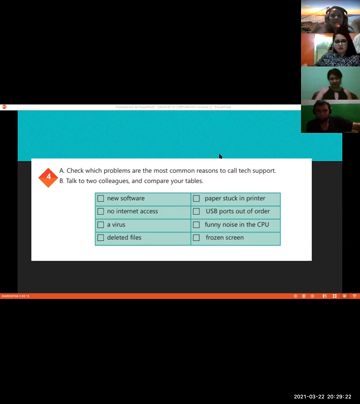 4
A. Check which problems are the most common reasons to call tech support.
B. Talk to two colleagues, and compare your tables.
new software
paper stuck in printer
no internet access
USB ports out of order
a virus
funny noise in the CPU
deleted files
frozen screen
2021-03-22 20:29:22